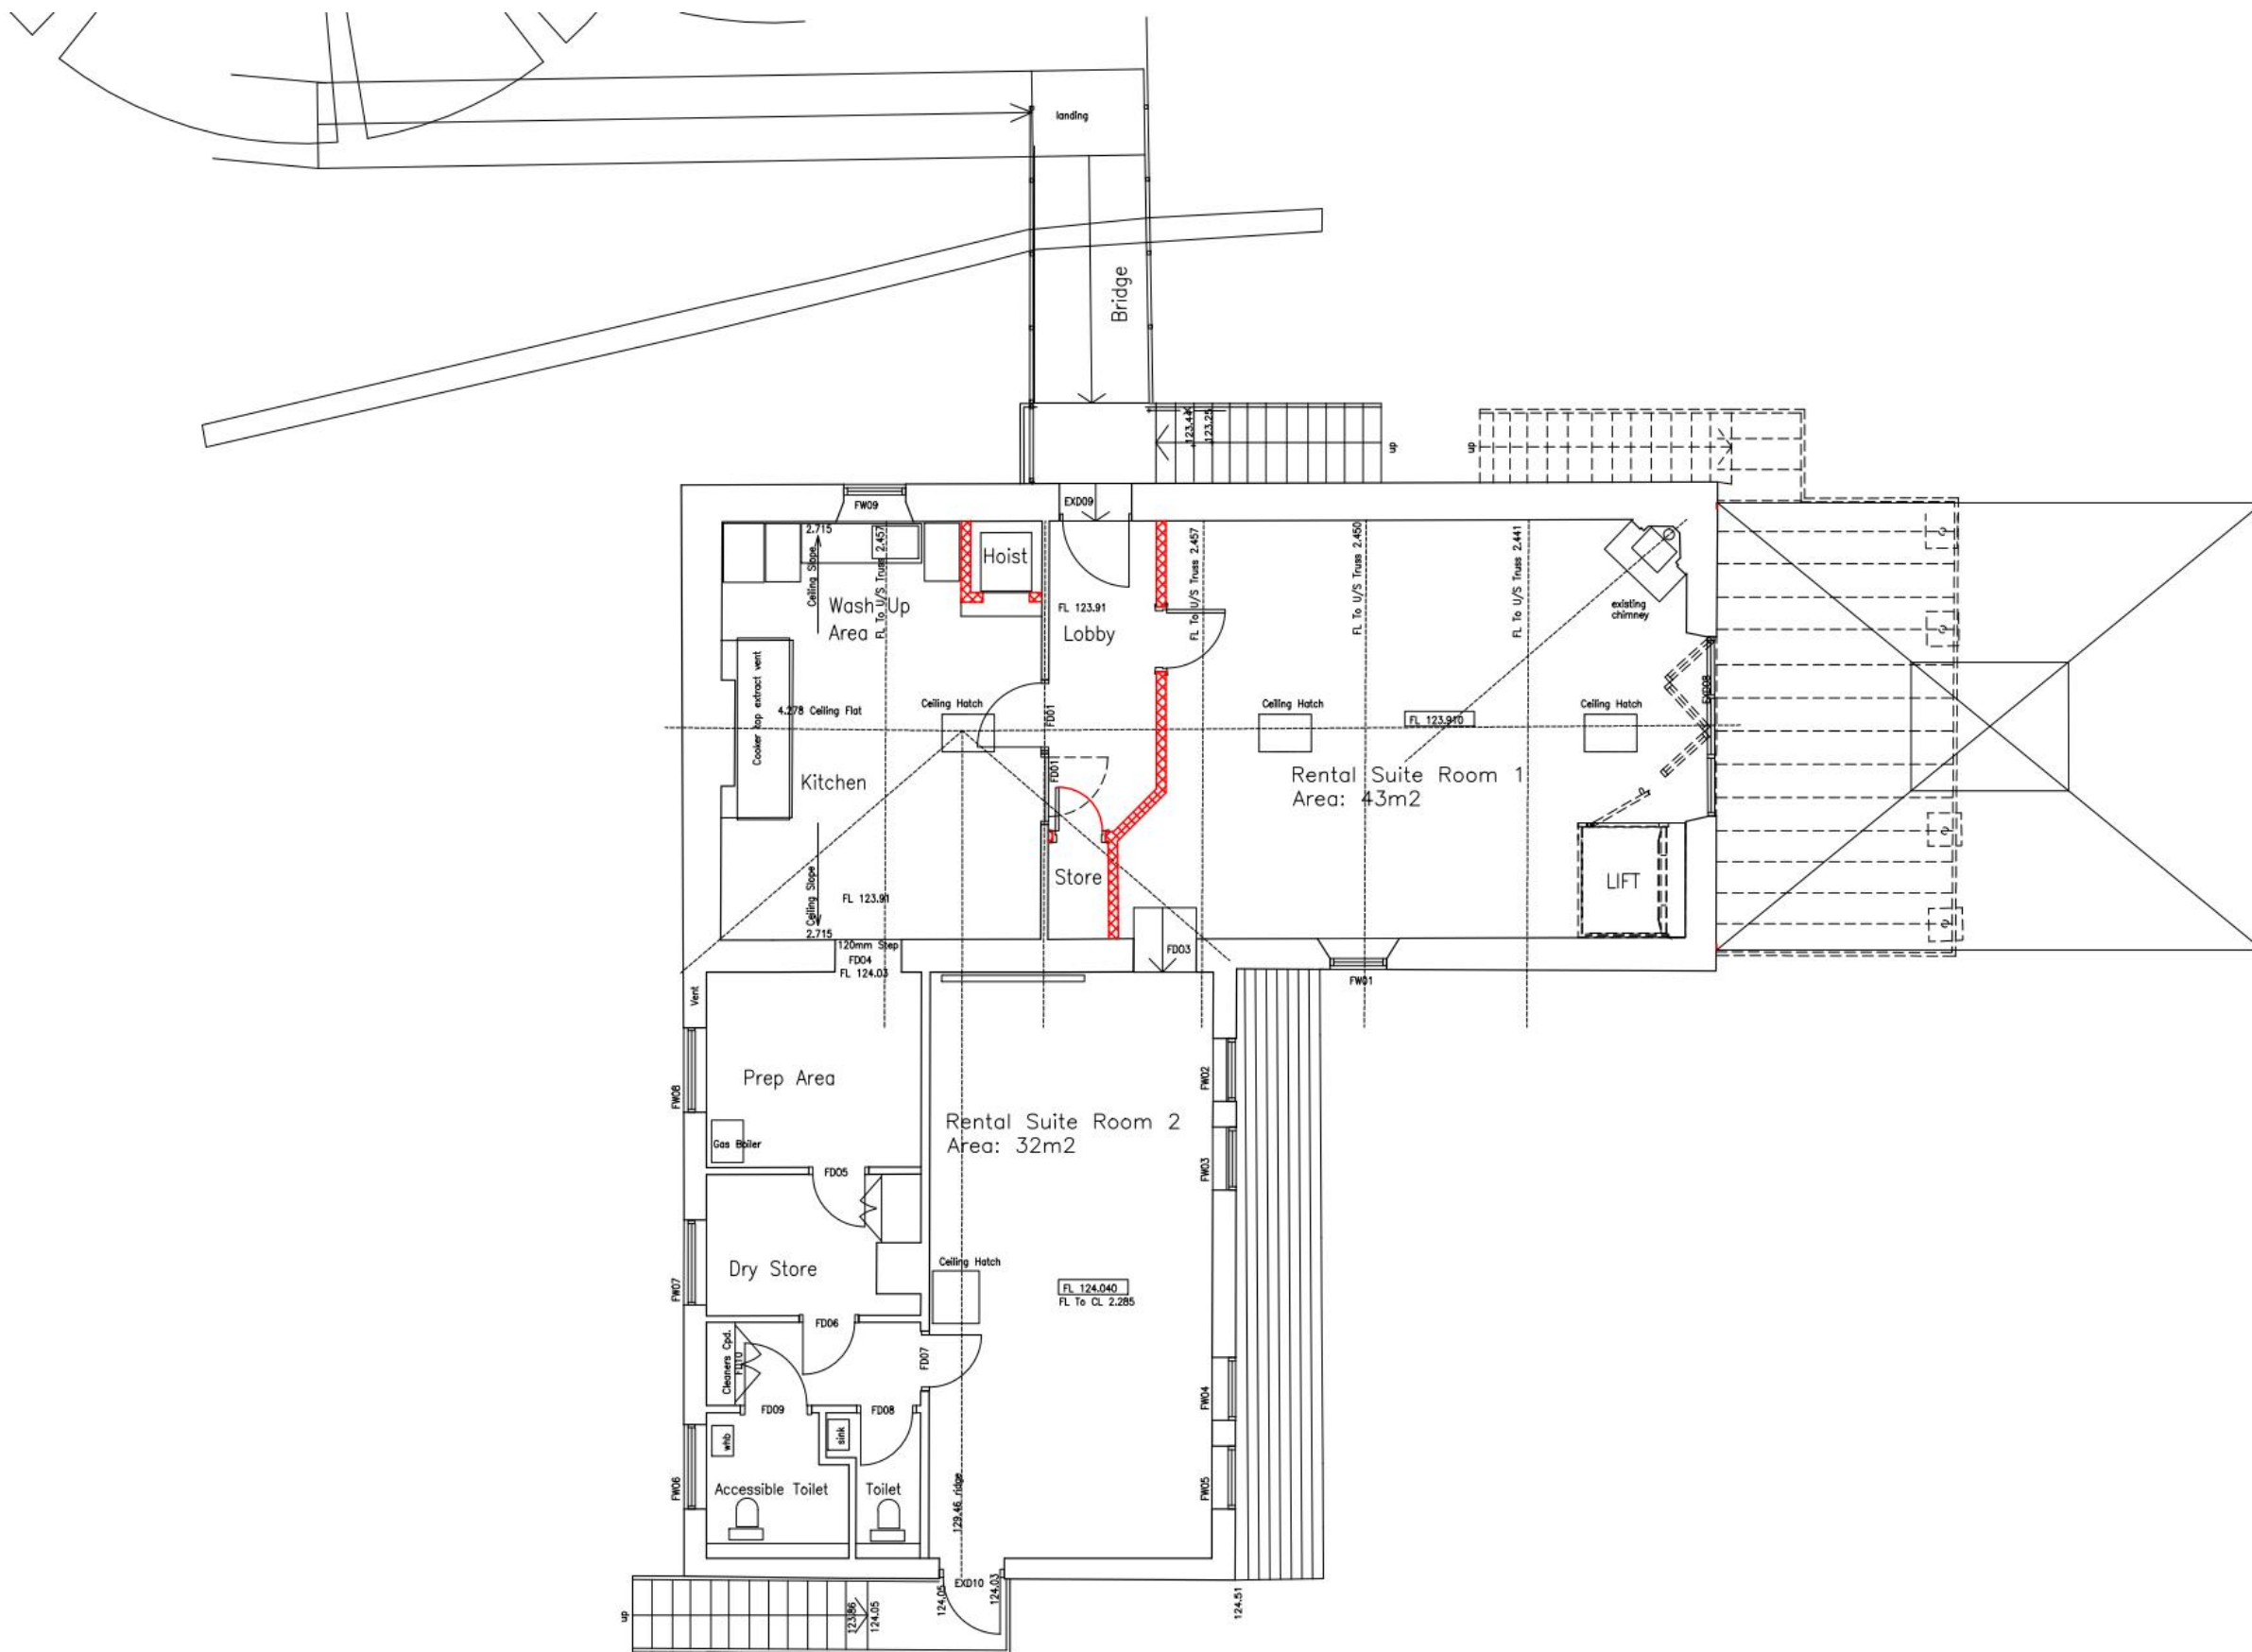 landing
Bridge
123.44
123.25
up
up
EXD09
FW09
2.715
Ceiling Slope
FL To U/S Truss 2.457
Hoist
Wash Up
Area
FL 123.91
Lobby
FL To U/S Truss 2.457
FL To U/S Truss 2.450
FL To U/S Truss 2.441
existing
chimney
Cooker top extract vent
4.278 Ceiling Flat
Ceiling Hatch
FD01
Ceiling Hatch
FL 123.910
Ceiling Hatch
EXD08
Kitchen
FD01
Rental Suite Room 1
Area: 43m2
Ceiling Slope
FL 123.91
2.715
Store
LIFT
120mm Step
FD04
FL 124.03
FD03
FW01
Vent
Prep Area
FW08
Gas Boiler
FD05
Rental Suite Room 2
Area: 32m2
FW02
FW03
Dry Store
FW07
Ceiling Hatch
FL 124.040
FL To CL 2.285
FD06
Cleaners Cpd.
FD10
FD07
FD09
FD08
FW04
whb
sink
Accessible Toilet
Toilet
FW06
129.46 ridge
FW05
EXD10
124.05
124.03
124.51
up
123.86
124.05